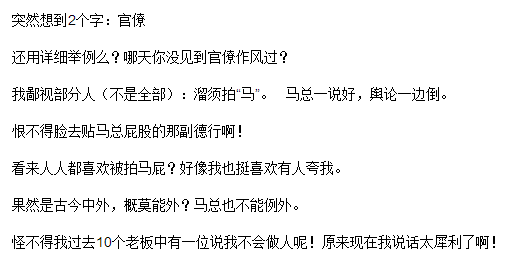 突然想到2个字：官僚
还用详细举例么？哪天你没见到官僚作风过？
我鄙视部分人（不是全部）：溜须拍“马”。  马总一说好，舆论一边倒。
恨不得脸去贴马总屁股的那副德行啊！
看来人人都喜欢被拍马屁？好像我也挺喜欢有人夸我。
果然是古今中外，概莫能外？马总也不能例外。
怪不得我过去10个老板中有一位说我不会做人呢！原来现在我说话太犀利了啊！